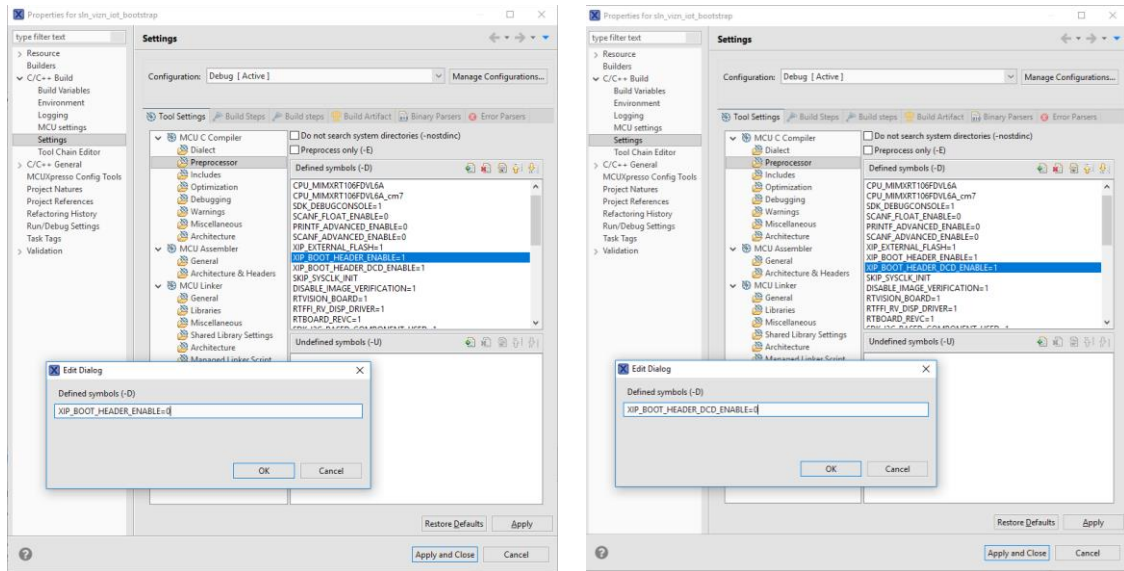 Properties for sln_vizn_iot_bootstrap
type filter text
Resource
Builders
C/C++ Build
Build Variables
Environment
Logging
MCU settings
Settings
Tool Chain Editor
C/C++ General
MCUXpresso Config Tools
Project Natures
Project References
Refactoring History
Run/Debug Settings
Task Tags
Validation
Settings
Configuration: Debug [ Active ]
Manage Configurations...
Tool Settings Build Steps Build steps Build Artifact Binary Parsers Error Parsers
MCU C Compiler
Dialect
Preprocessor
Includes
Optimization
Debugging
Warnings
Miscellaneous
Architecture
MCU Assembler
General
Architecture & Headers
MCU Linker
General
Libraries
Miscellaneous
Shared Library Settings
Architecture
Managed Linker Script
Do not search system directories (-nostdinc)
Preprocess only (-E)
Defined symbols (-D)
CPU_MIMXRT106FDVL6A
CPU_MIMXRT106FDVL6A_cm7
SDK_DEBUGCONSOLE=1
SCANF_FLOAT_ENABLE=0
PRINTF_ADVANCED_ENABLE=0
SCANF_ADVANCED_ENABLE=0
XIP_EXTERNAL_FLASH=1
XIP_BOOT_HEADER_ENABLE=1
XIP_BOOT_HEADER_DCD_ENABLE=1
SKIP_SYSCLK_INIT
DISABLE_IMAGE_VERIFICATION=1
RTVISION_BOARD=1
RTFFI_RV_DISP_DRIVER=1
RTBOARD_REVC=1
Undefined symbols (-U)
Edit Dialog
Defined symbols (-D)
XIP_BOOT_HEADER_ENABLE=0
OK Cancel
Restore Defaults Apply
Apply and Close Cancel
Properties for sln_vizn_iot_bootstrap
type filter text
Resource
Builders
C/C++ Build
Build Variables
Environment
Logging
MCU settings
Settings
Tool Chain Editor
C/C++ General
MCUXpresso Config Tools
Project Natures
Project References
Refactoring History
Run/Debug Settings
Task Tags
Validation
Settings
Configuration: Debug [ Active ]
Manage Configurations...
Tool Settings Build Steps Build steps Build Artifact Binary Parsers Error Parsers
MCU C Compiler
Dialect
Preprocessor
Includes
Optimization
Debugging
Warnings
Miscellaneous
Architecture
MCU Assembler
General
Architecture & Headers
MCU Linker
General
Libraries
Miscellaneous
Shared Library Settings
Architecture
Managed Linker Script
Do not search system directories (-nostdinc)
Preprocess only (-E)
Defined symbols (-D)
CPU_MIMXRT106FDVL6A
CPU_MIMXRT106FDVL6A_cm7
SDK_DEBUGCONSOLE=1
SCANF_FLOAT_ENABLE=0
PRINTF_ADVANCED_ENABLE=0
SCANF_ADVANCED_ENABLE=0
XIP_EXTERNAL_FLASH=1
XIP_BOOT_HEADER_ENABLE=1
XIP_BOOT_HEADER_DCD_ENABLE=1
SKIP_SYSCLK_INIT
DISABLE_IMAGE_VERIFICATION=1
RTVISION_BOARD=1
RTFFI_RV_DISP_DRIVER=1
RTBOARD_REVC=1
Undefined symbols (-U)
Edit Dialog
Defined symbols (-D)
XIP_BOOT_HEADER_DCD_ENABLE=0
OK Cancel
Restore Defaults Apply
Apply and Close Cancel